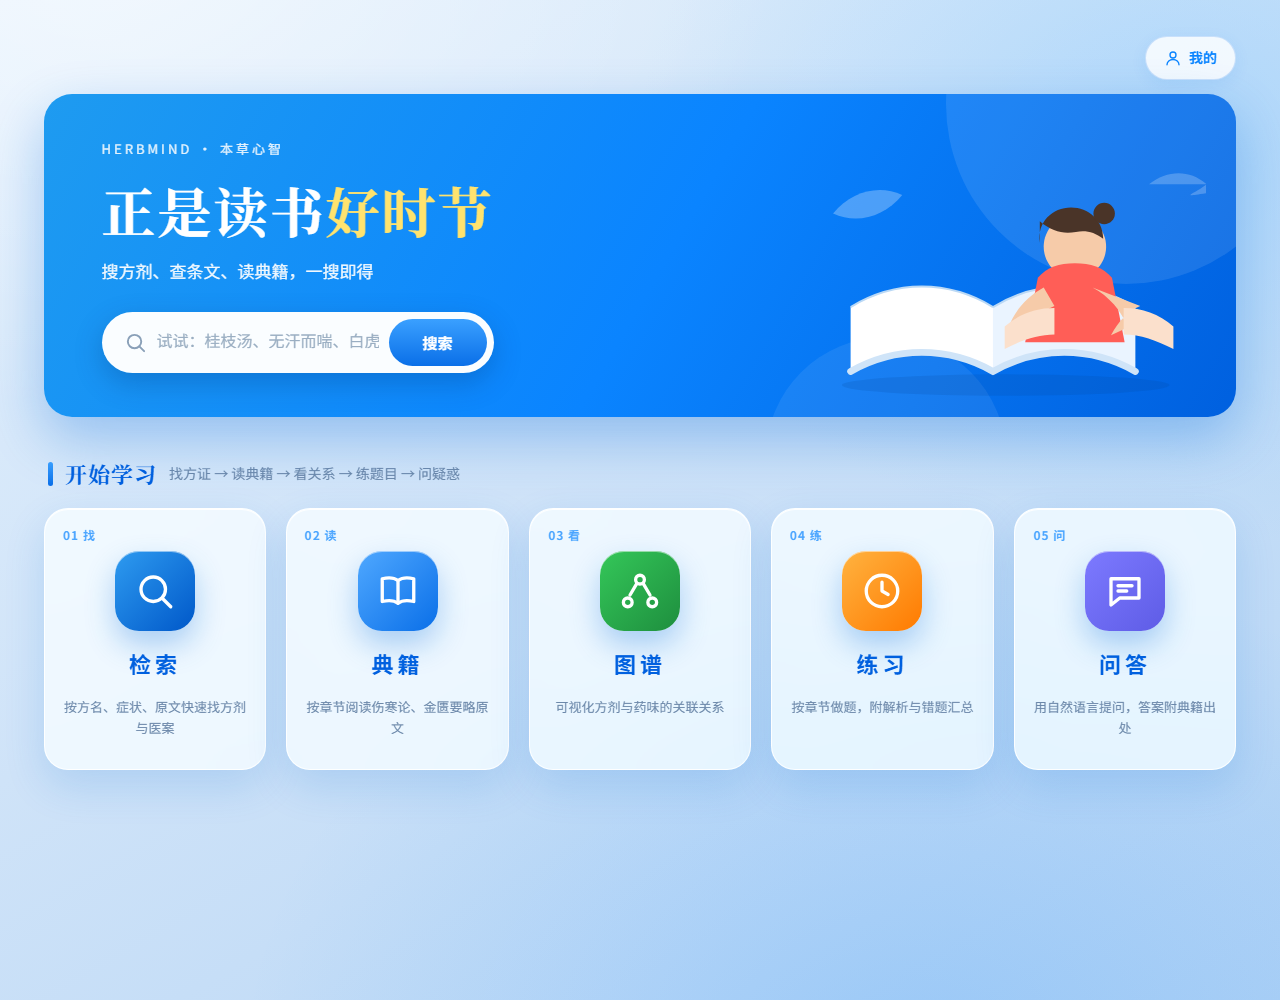 我的
HERBMIND · 本草心智
正是读书好时节
搜方剂、查条文、读典籍，一搜即得
试试：桂枝汤、无汗而喘、白虎
搜索
开始学习
找方证 → 读典籍 → 看关系 → 练题目 → 问疑惑
01 找
检索
按方名、症状、原文快速找方剂
与医案
02 读
典籍
按章节阅读伤寒论、金匮要略原
文
03 看
图谱
可视化方剂与药味的关联关系
04 练
练习
按章节做题，附解析与错题汇总
05 问
问答
用自然语言提问，答案附典籍出
处